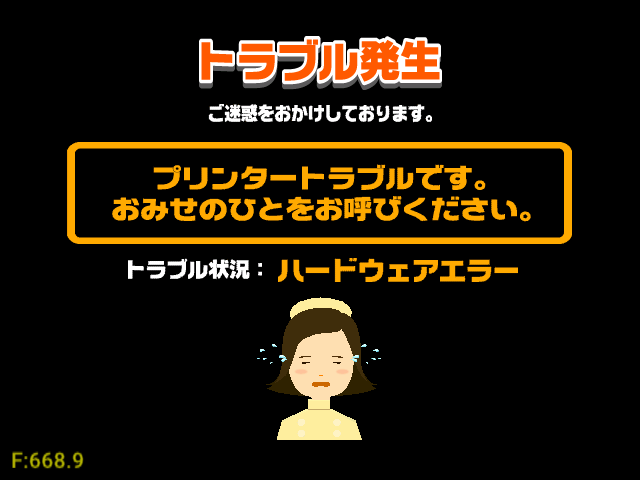 トラブル発生
ご迷惑をおかけしております。
プリンタートラブルです。
おみせのひとをお呼びください。
トラブル状況： ハードウェアエラー
F:668.9